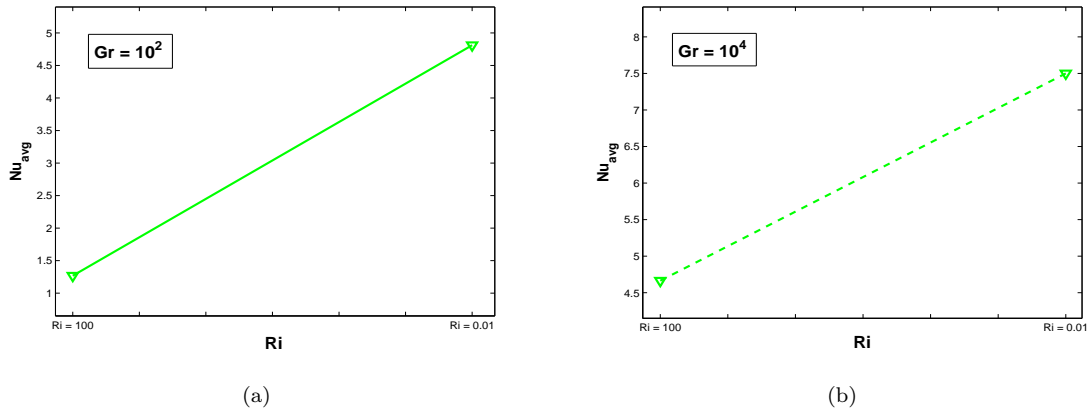 Gr = 10^2
5
4.5
4
3.5
3
2.5
2
1.5
1
Nu_avg
Ri = 100
Ri = 0.01
Ri
(a)
Gr = 10^4
8
7.5
7
6.5
6
5.5
5
4.5
Nu_avg
Ri = 100
Ri = 0.01
Ri
(b)